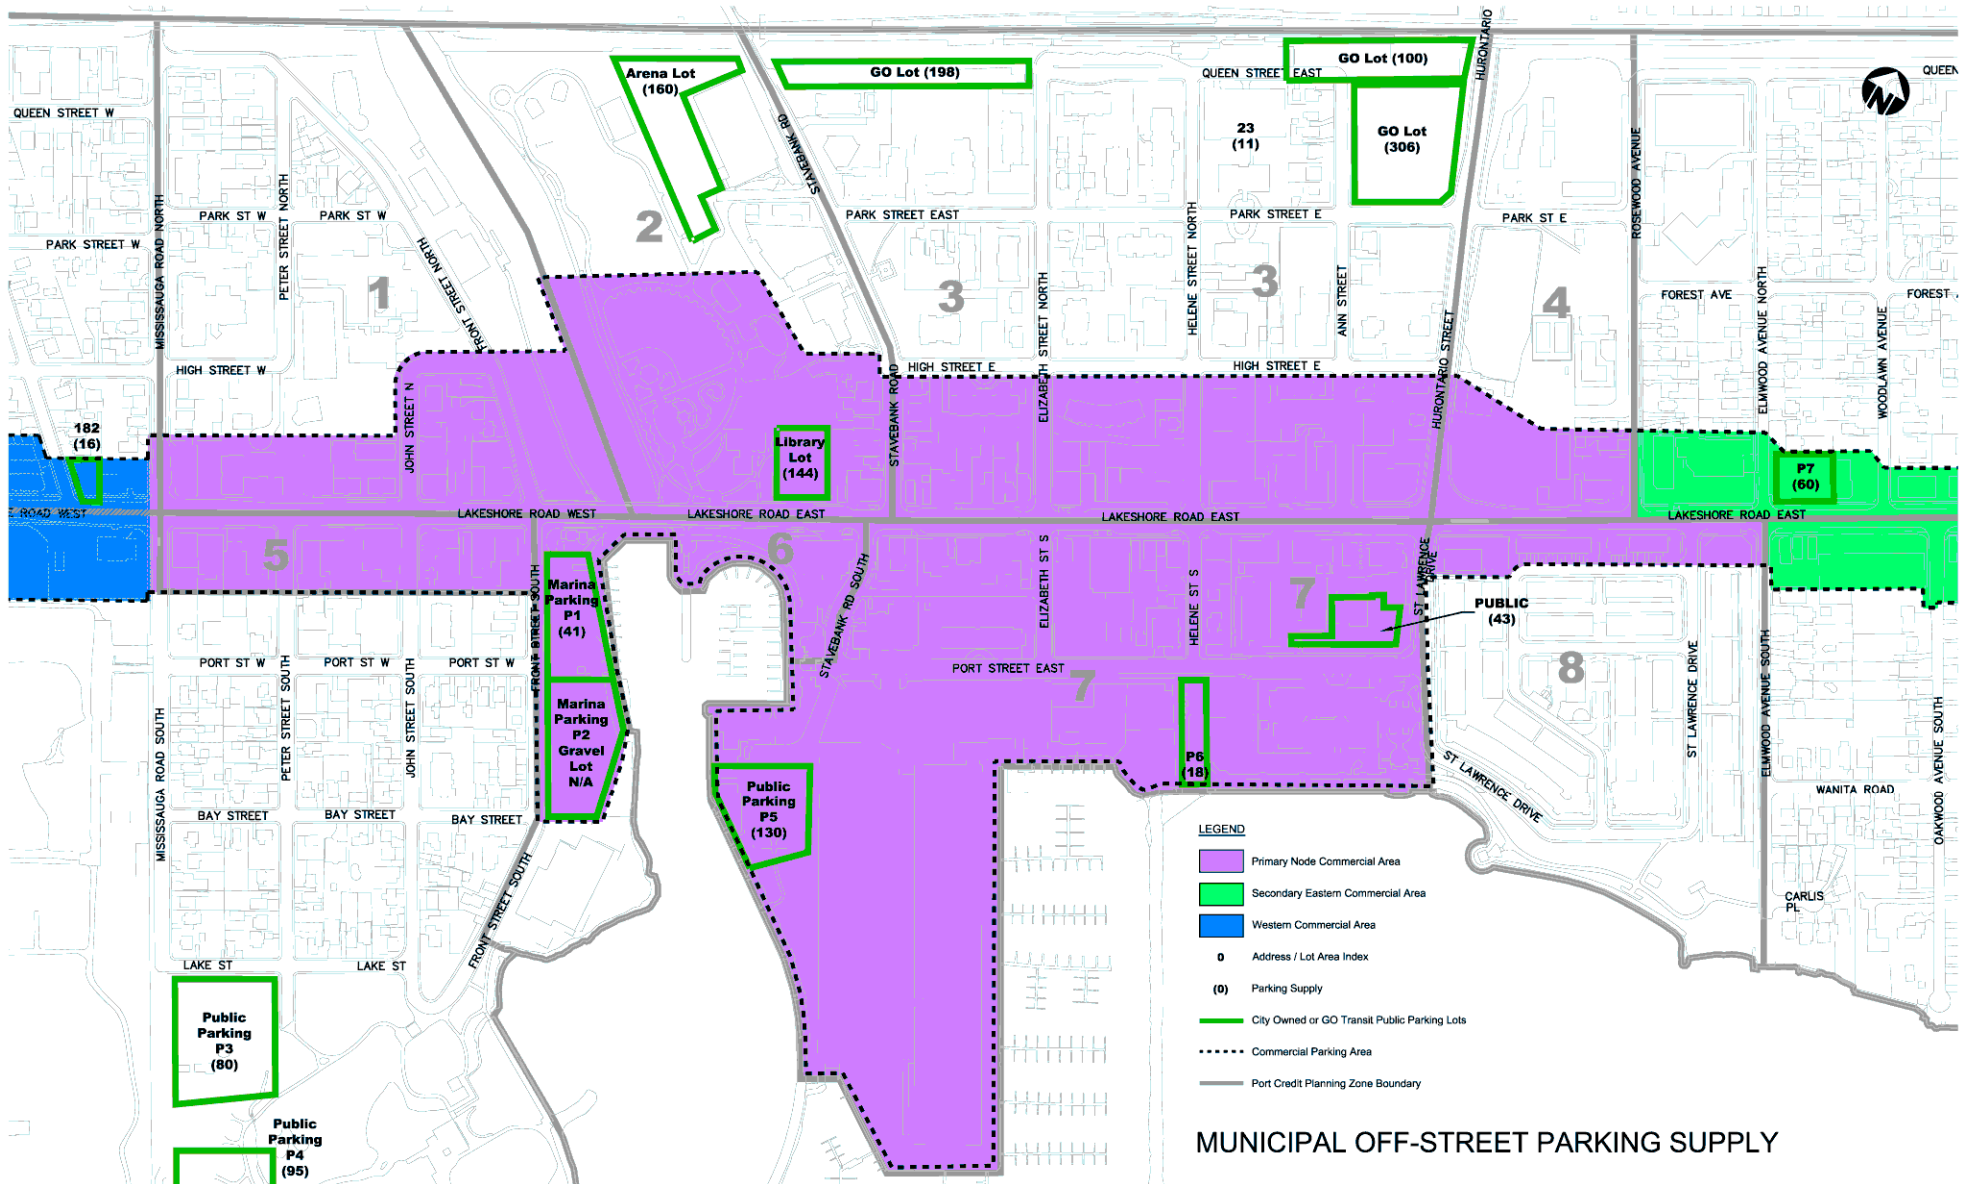 Arena Lot
(160)
GO Lot (198)
QUEEN STREET EAST
GO Lot (100)
HURONTARIO
QUEEN
N
QUEEN STREET W
STAVEBANK RD
23
(11)
GO Lot
(306)
ROSEWOOD AVENUE
MISSISSAUGA ROAD NORTH
PETER STREET NORTH
PARK ST W
PARK ST W
PARK STREET W
FRONT STREET NORTH
FRONT STREET
2
PARK STREET EAST
PARK STREET E
PARK ST E
HELENE STREET NORTH
ANN STREET
1
3
3
4
FOREST AVE
FOREST
ELMWOOD AVENUE NORTH
WOODLAWN AVENUE
ELIZABETH STREET NORTH
HURONTARIO STREET
HIGH STREET W
HIGH STREET E
HIGH STREET E
JOHN STREET N
STAVEBANK ROAD
182
(16)
Library
Lot
(144)
P7
(60)
E ROAD WEST
LAKESHORE ROAD WEST
LAKESHORE ROAD EAST
LAKESHORE ROAD EAST
LAKESHORE ROAD EAST
5
6
7
Marina
Parking
P1
(41)
FRONT STREET SOUTH
STAVEBANK RD SOUTH
ELIZABETH ST S
HELENE ST S
ST LAWRENCE
DRIVE
PUBLIC
(43)
PORT ST W
PORT ST W
PORT ST W
PORT STREET EAST
7
8
PETER STREET SOUTH
JOHN STREET SOUTH
MISSISSAUGA ROAD SOUTH
Marina
Parking
P2
Gravel
Lot
N/A
Public
Parking
P5
(130)
P6
(18)
ST LAWRENCE DRIVE
ST LAWRENCE DRIVE
ELMWOOD AVENUE SOUTH
OAKWOOD AVENUE SOUTH
WANITA ROAD
CARLIS
PL
BAY STREET
BAY STREET
BAY STREET
FRONT STREET SOUTH
LAKE ST
LAKE ST
Public
Parking
P3
(80)
Public
Parking
P4
(95)
LEGEND
Primary Node Commercial Area
Secondary Eastern Commercial Area
Western Commercial Area
0 Address / Lot Area Index
(0) Parking Supply
City Owned or GO Transit Public Parking Lots
Commercial Parking Area
Port Credit Planning Zone Boundary
MUNICIPAL OFF-STREET PARKING SUPPLY